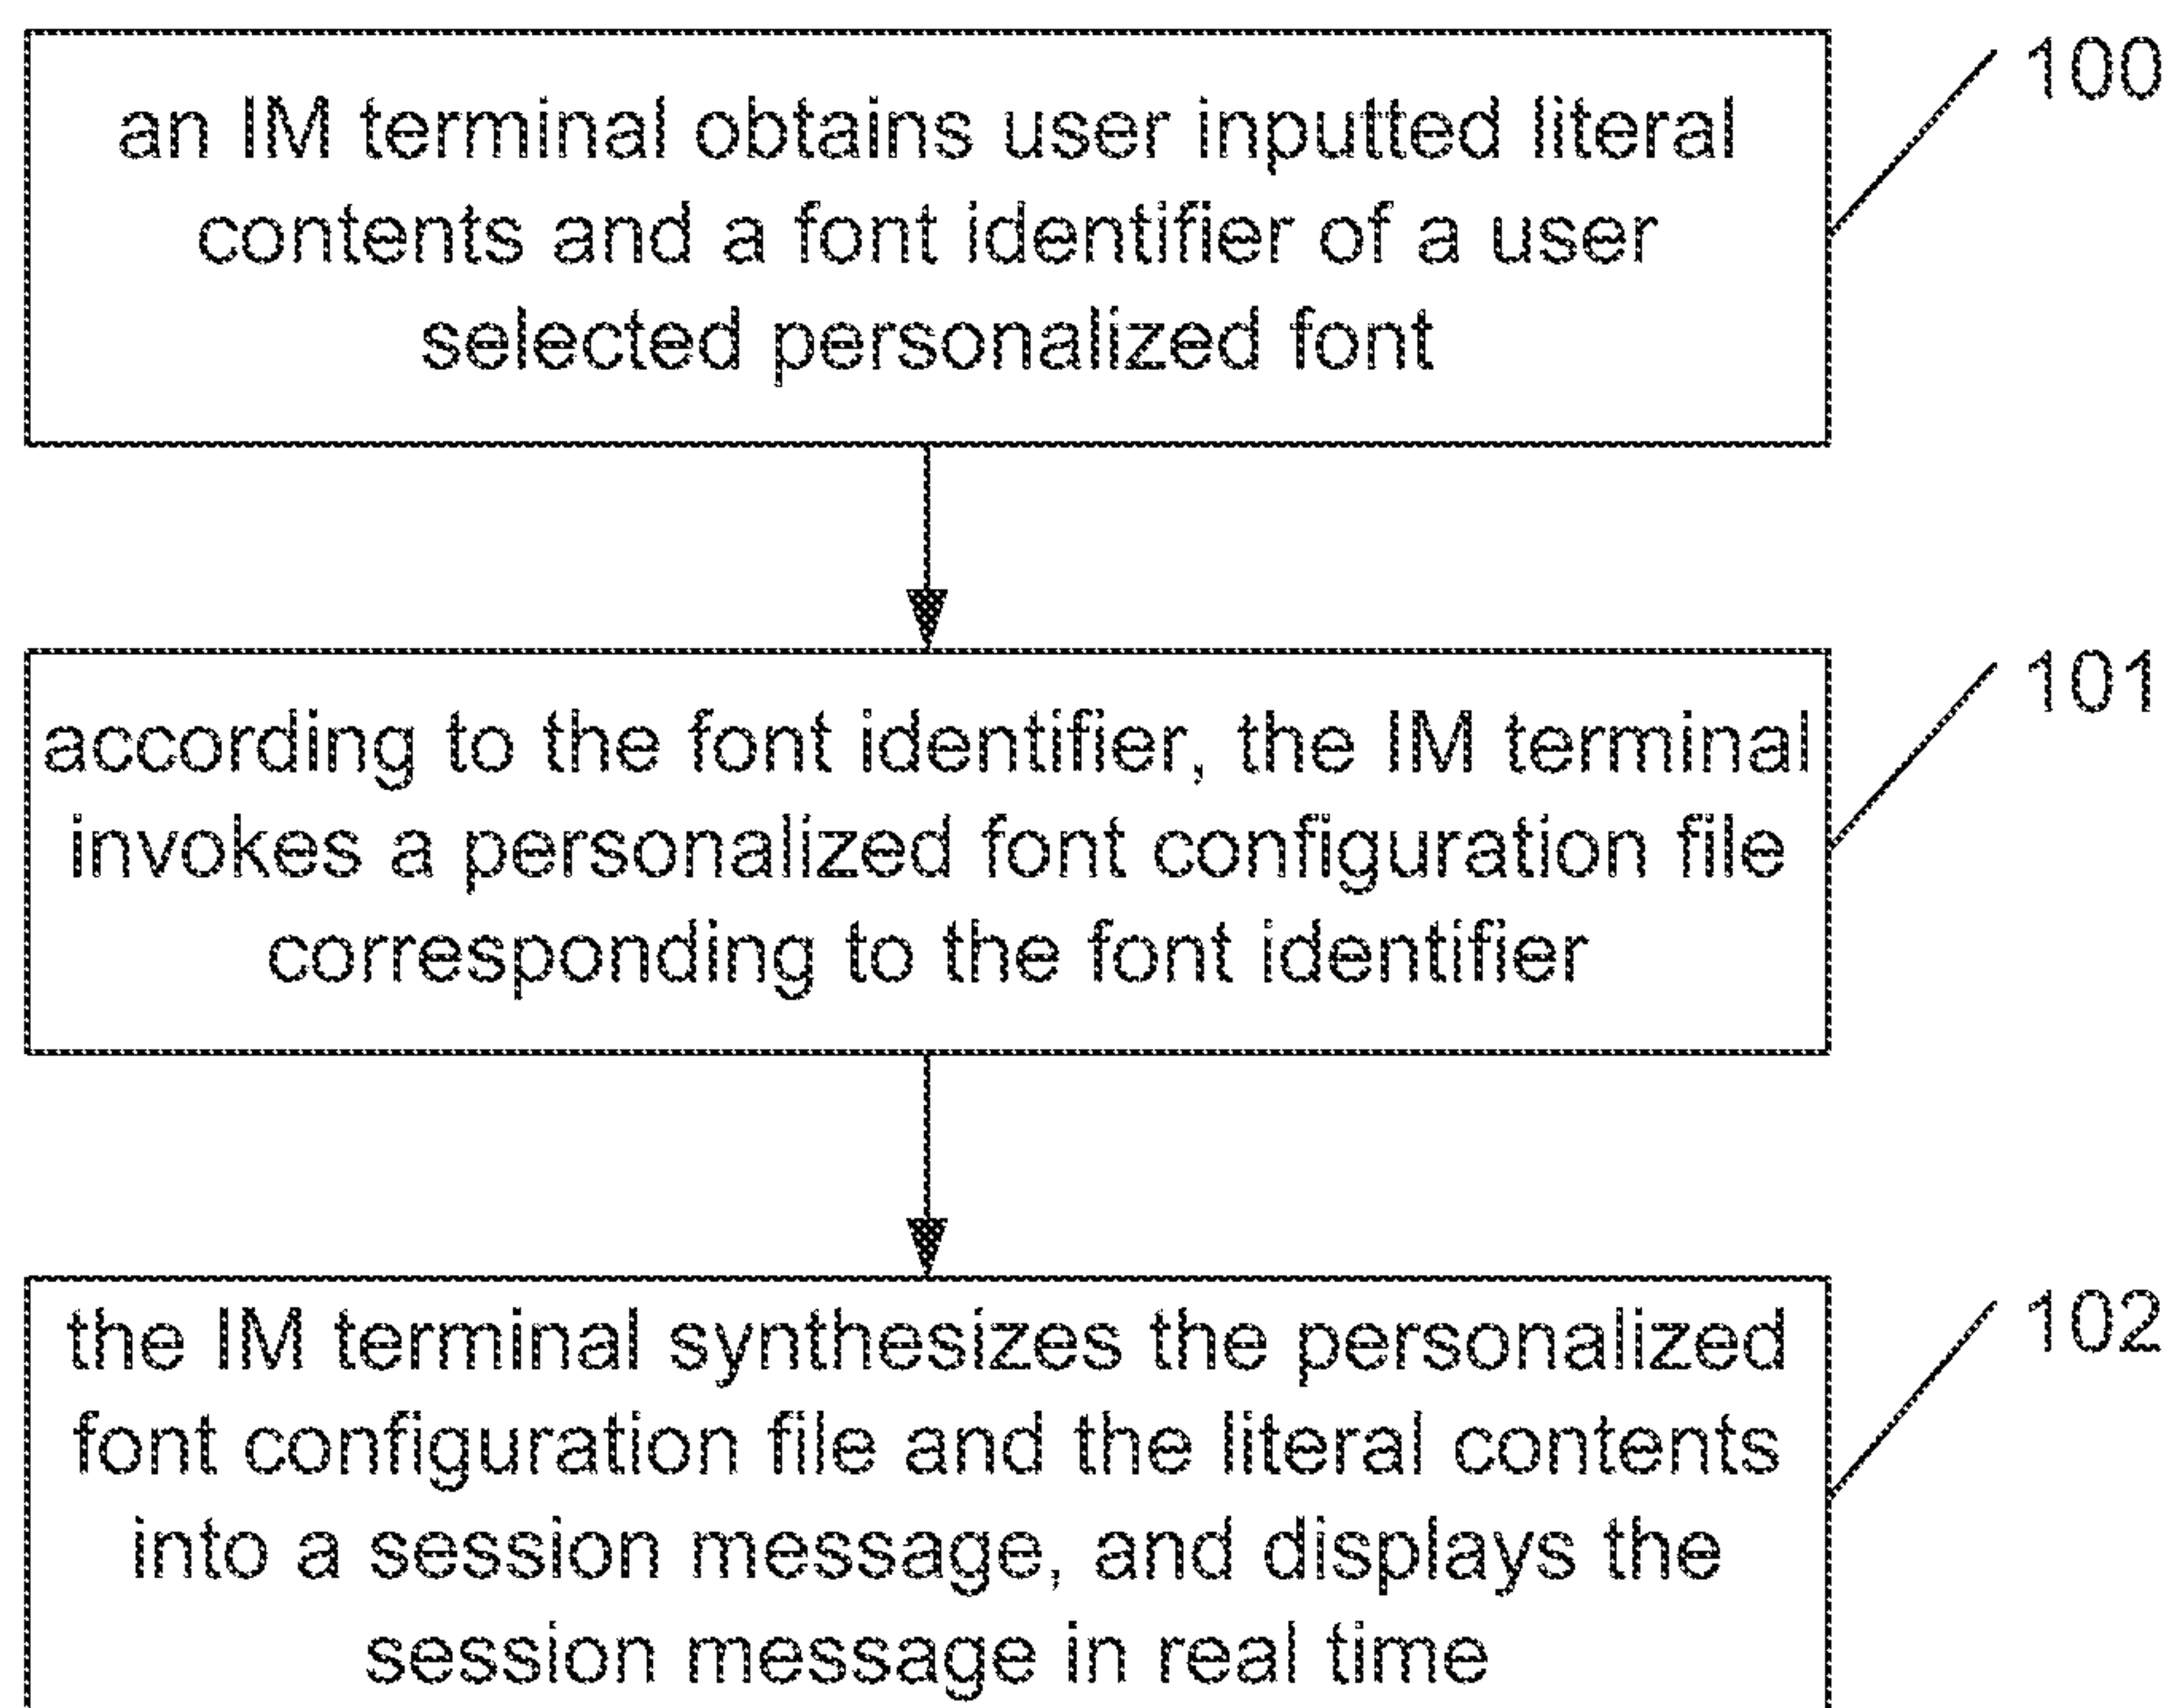 an IM terminal obtains user inputted literal
contents and a font identifier of a user
selected personalized font
100
according to the font identifier, the IM terminal
invokes a personalized font configuration file
corresponding to the font identifier
101
the IM terminal synthesizes the personalized
font configuration file and the literal contents
into a session message, and displays the
session message in real time
102